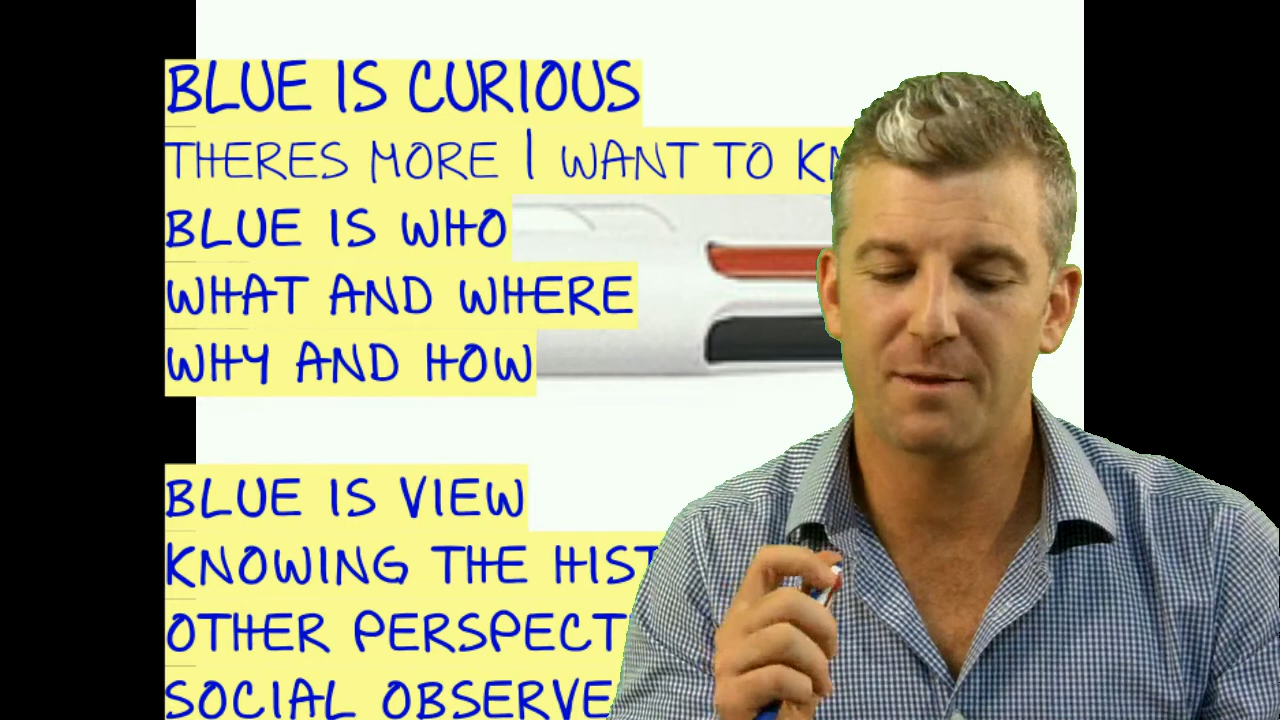 BLUE IS CURIOUS
THERES MORE I WANT TO
BLUE IS WHO
WHAT AND WHERE
WHY AND HOW
BLUE IS VIEW
KNOWING THE
OTHER
SOCIAL